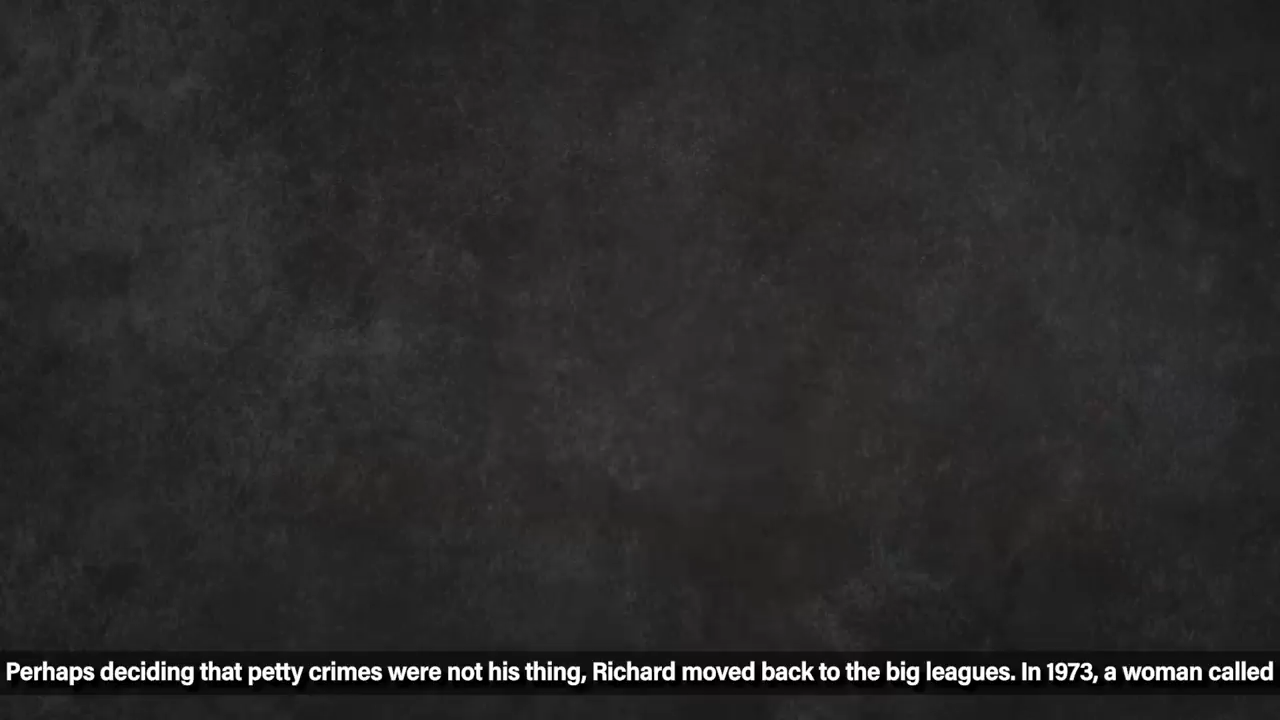 Perhaps deciding that petty crimes were not his thing, Richard moved back to the big leagues. In 1973, a woman called